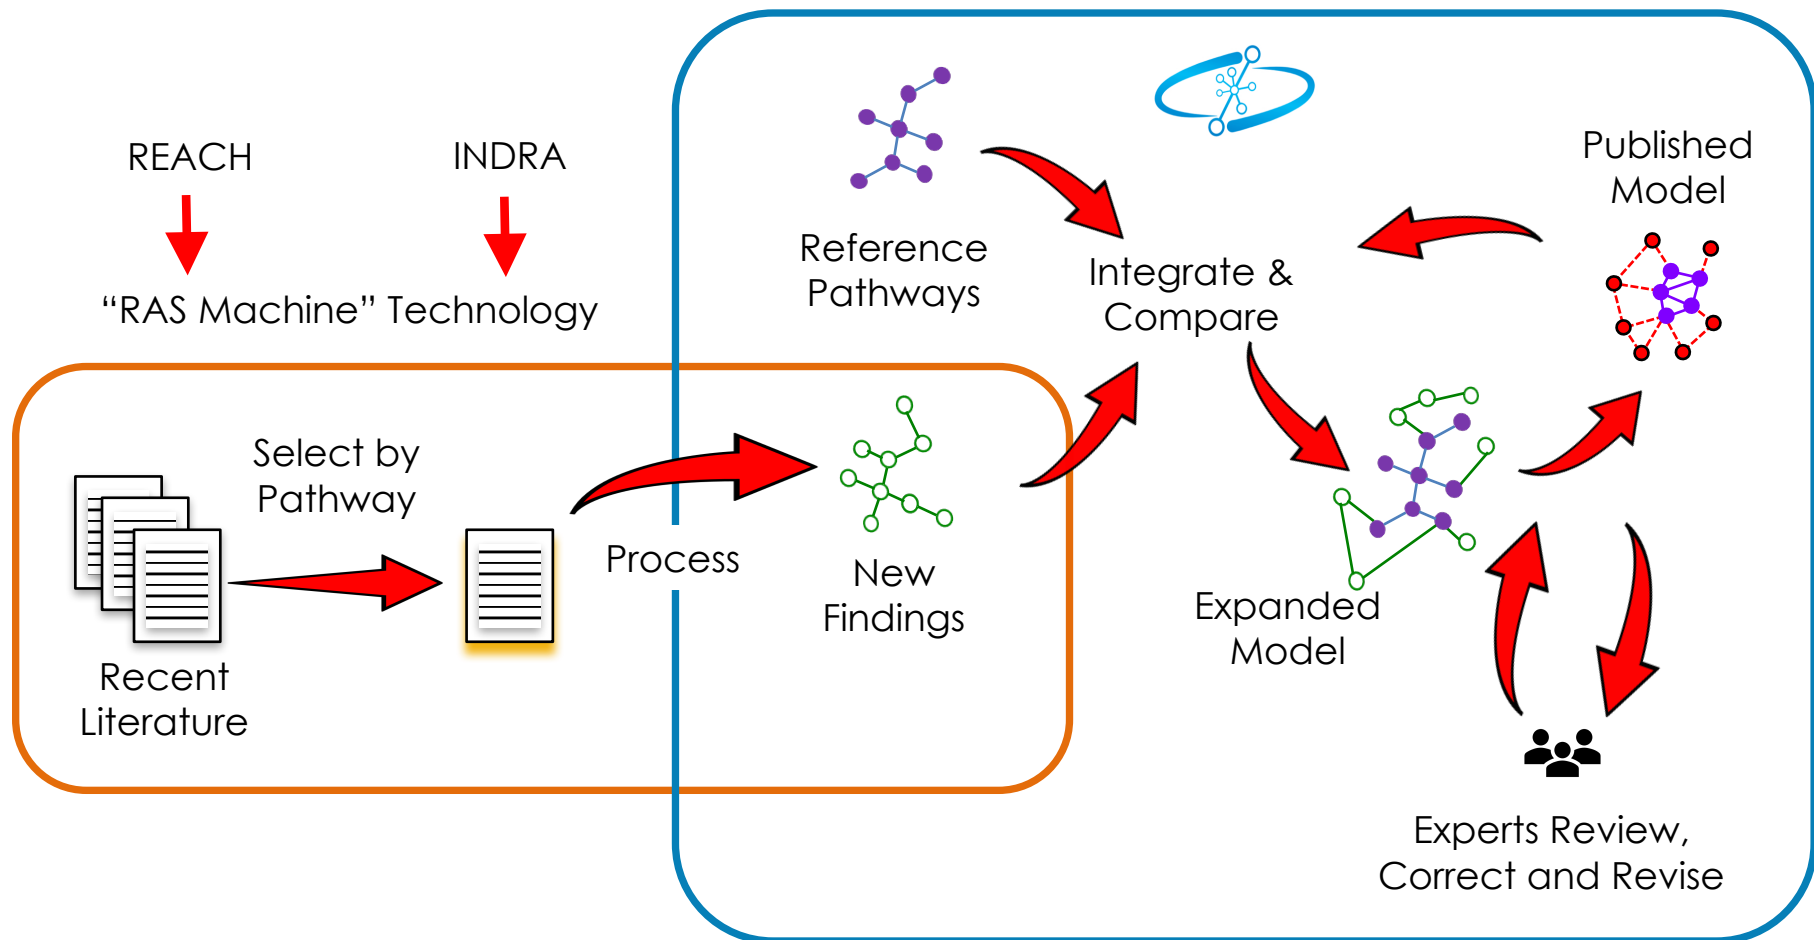 REACH
INDRA
“RAS Machine” Technology
Select by
Pathway
Recent
Literature
Process
New
Findings
Reference
Pathways
Integrate &
Compare
Published
Model
Expanded
Model
Experts Review,
Correct and Revise